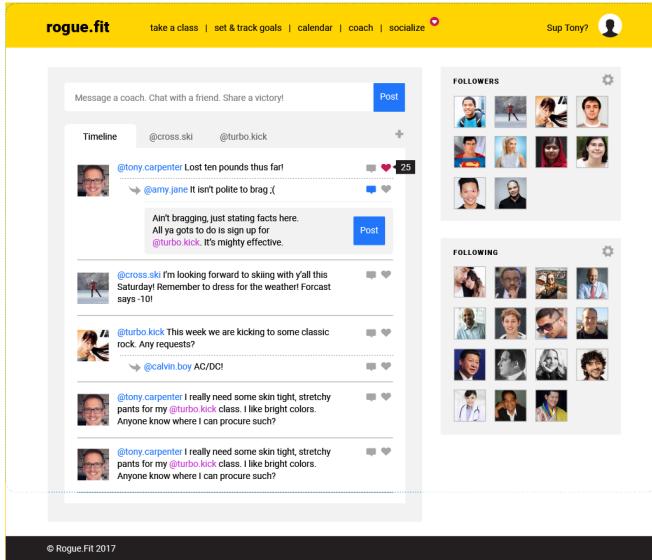 rogue.fit
take a class | set & track goals | calendar | coach | socialize
Sup Tony?
Message a coach. Chat with a friend. Share a victory!
Post
Timeline
@cross.ski
@turbo.kick
+
@tony.carpenter Lost ten pounds thus far!
25
@amy.jane It isn't polite to brag ;(
Ain't bragging, just stating facts here.
All ya gots to do is sign up for
@turbo.kick. It's mighty effective.
Post
@cross.ski I'm looking forward to skiing with y'all this
Saturday! Remember to dress for the weather! Forcast
says -10!
@turbo.kick This week we are kicking to some classic
rock. Any requests?
@calvin.boy AC/DC!
@tony.carpenter I really need some skin tight, stretchy
pants for my @turbo.kick class. I like bright colors.
Anyone know where I can procure such?
@tony.carpenter I really need some skin tight, stretchy
pants for my @turbo.kick class. I like bright colors.
Anyone know where I can procure such?
FOLLOWERS
FOLLOWING
© Rogue.Fit 2017